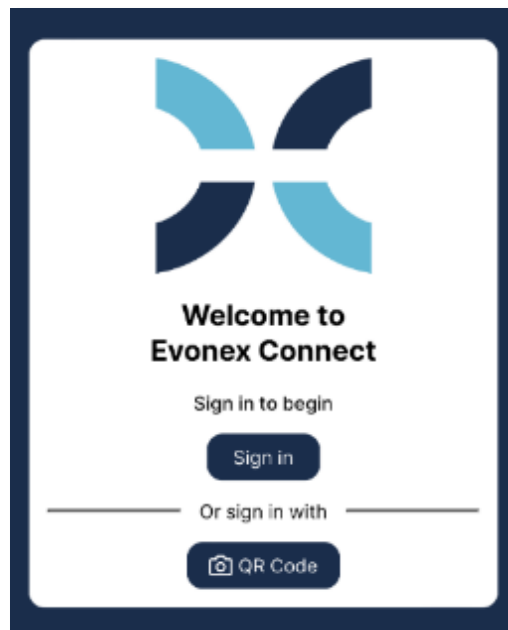 Welcome to
Evonex Connect
Sign in to begin
Sign in
Or sign in with
QR Code